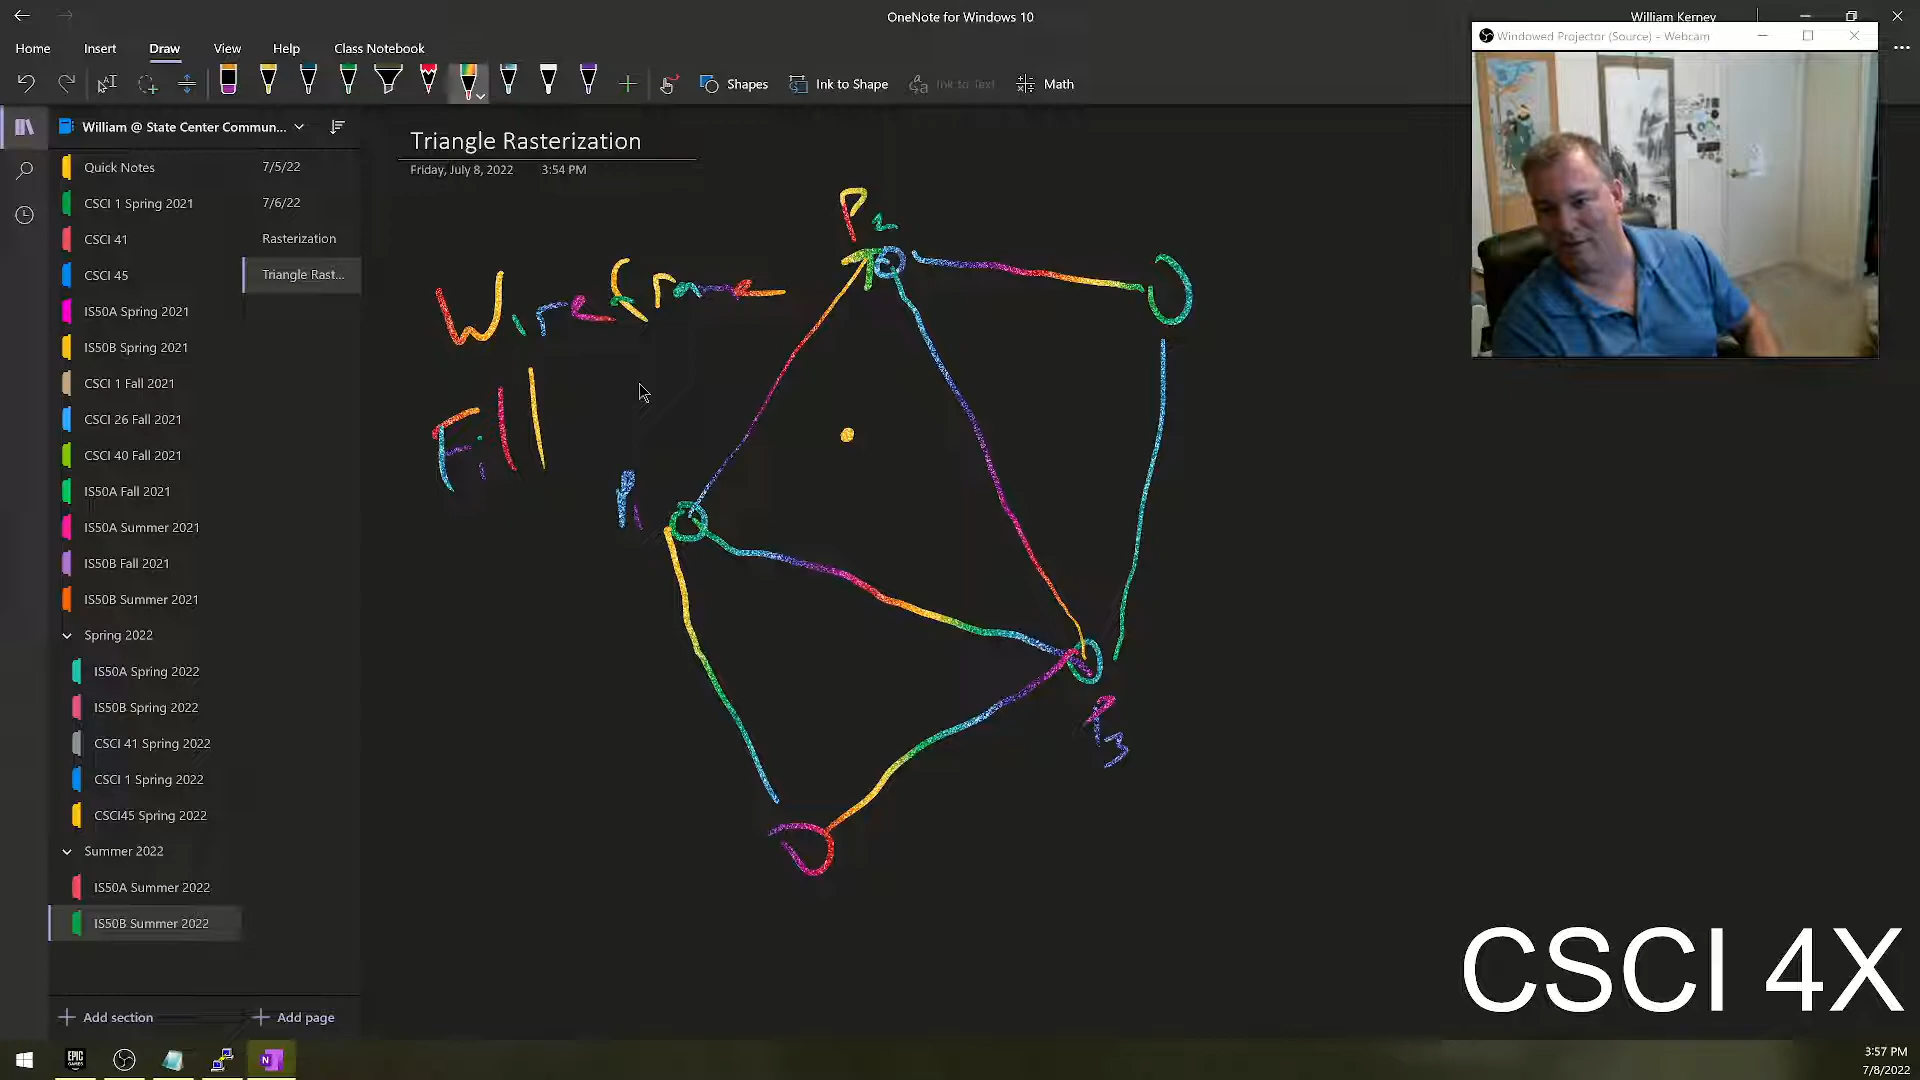 OneNote for Windows 10
William Kerney
Windowed Projector (Source) - Webcam
Home Insert Draw View Help Class Notebook
Shapes Ink to Shape Ink to Text Math
William @ State Center Commun...
Quick Notes 7/5/22
CSCI 1 Spring 2021 7/6/22
CSCI 41 Rasterization
CSCI 45 Triangle Rast...
IS50A Spring 2021
IS50B Spring 2021
CSCI 1 Fall 2021
CSCI 26 Fall 2021
CSCI 40 Fall 2021
IS50A Fall 2021
IS50A Summer 2021
IS50B Fall 2021
IS50B Summer 2021
Spring 2022
IS50A Spring 2022
IS50B Spring 2022
CSCI 41 Spring 2022
CSCI 1 Spring 2022
CSCI45 Spring 2022
Summer 2022
IS50A Summer 2022
IS50B Summer 2022
Add section Add page
Triangle Rasterization
Friday, July 8, 2022 3:54 PM
P2
Wireframe
Fill
P1
P3
CSCI 4X
EPIC GAMES
N
3:57 PM
7/8/2022